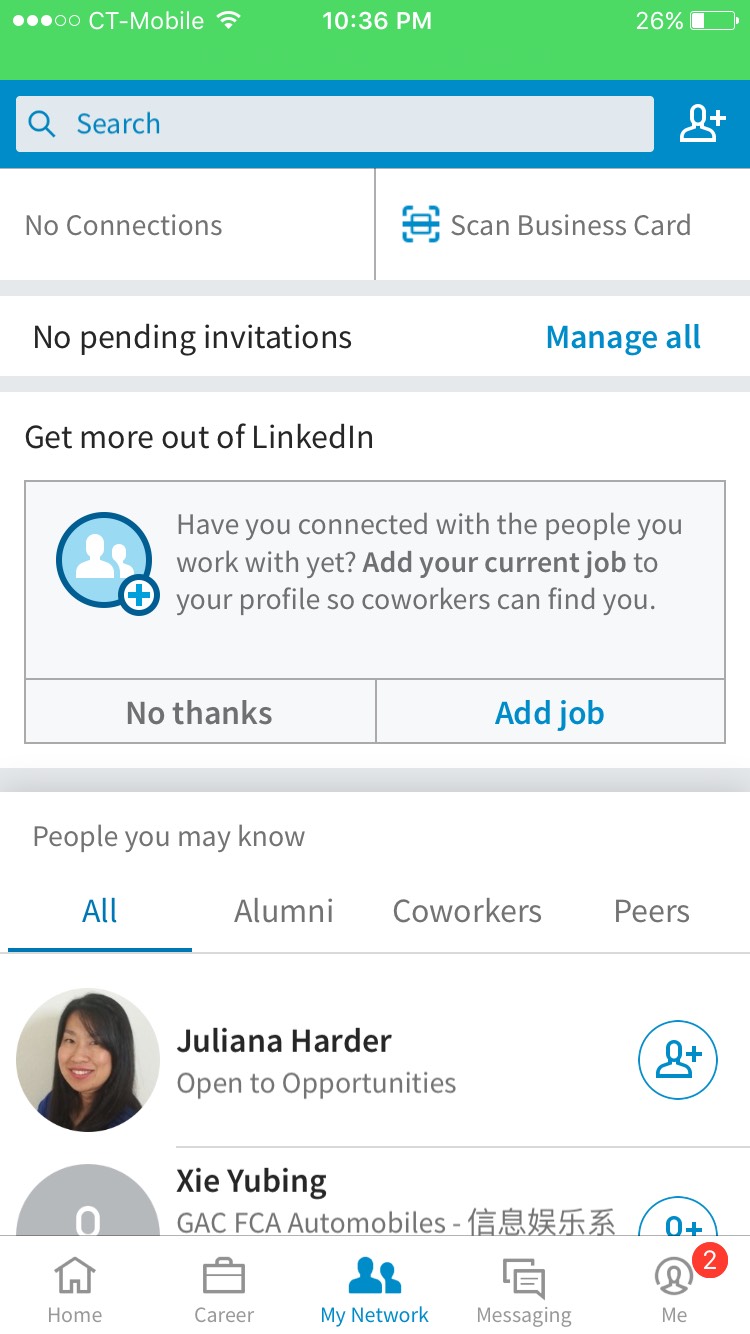 CT-Mobile 10:36 PM 26%
Search
No Connections
Scan Business Card
No pending invitations
Manage all
Get more out of LinkedIn
Have you connected with the people you
work with yet? Add your current job to
your profile so coworkers can find you.
No thanks
Add job
People you may know
All Alumni Coworkers Peers
Juliana Harder
Open to Opportunities
Xie Yubing
GAC FCA Automobiles - 信息娱乐系
2
Home Career My Network Messaging Me